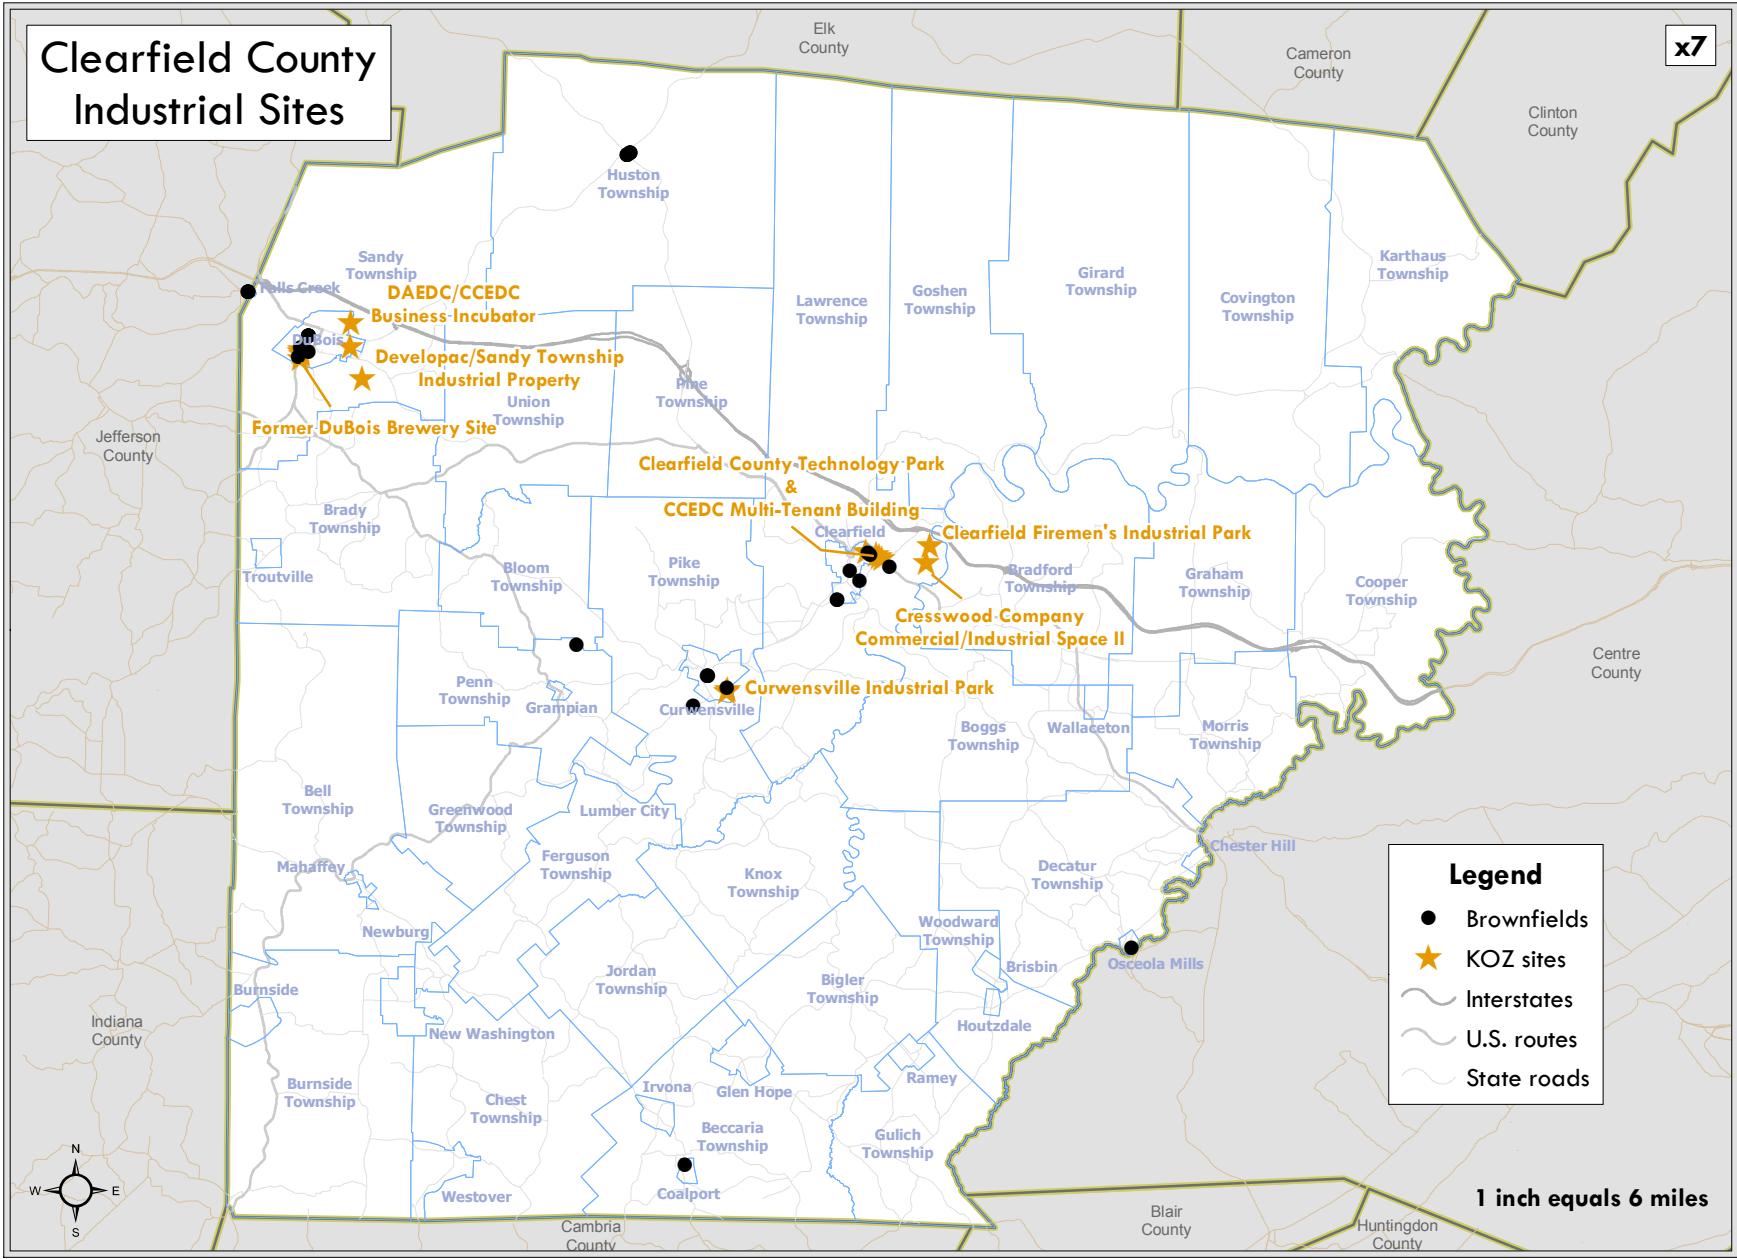 Clearfield County
Industrial Sites
x7
Elk
County
Cameron
County
Clinton
County
Huston
Township
Sandy
Township
Falls Creek
DAEDC/CCEDC
Business Incubator
DuBois
Developac/Sandy Township
Industrial Property
Former DuBois Brewery Site
Union
Township
Pine
Township
Lawrence
Township
Goshen
Township
Girard
Township
Covington
Township
Karthaus
Township
Jefferson
County
Clearfield County Technology Park
&
CCEDC Multi-Tenant Building
Clearfield
Clearfield Firemen's Industrial Park
Brady
Township
Troutville
Bloom
Township
Pike
Township
Bradford
Township
Graham
Township
Cooper
Township
Cresswood Company
Commercial/Industrial Space II
Centre
County
Penn
Township
Grampian
Curwensville Industrial Park
Curwensville
Boggs
Township
Wallaceton
Morris
Township
Bell
Township
Greenwood
Township
Lumber City
Mahaffey
Ferguson
Township
Knox
Township
Decatur
Township
Chester Hill
Newburg
Woodward
Township
Brisbin
Osceola Mills
Burnside
Jordan
Township
Bigler
Township
Houtzdale
Indiana
County
New Washington
Burnside
Township
Chest
Township
Irvona
Glen Hope
Ramey
Beccaria
Township
Gulich
Township
Westover
Coalport
Cambria
County
Blair
County
Huntingdon
County
Legend
Brownfields
KOZ sites
Interstates
U.S. routes
State roads
1 inch equals 6 miles
N
W
E
S